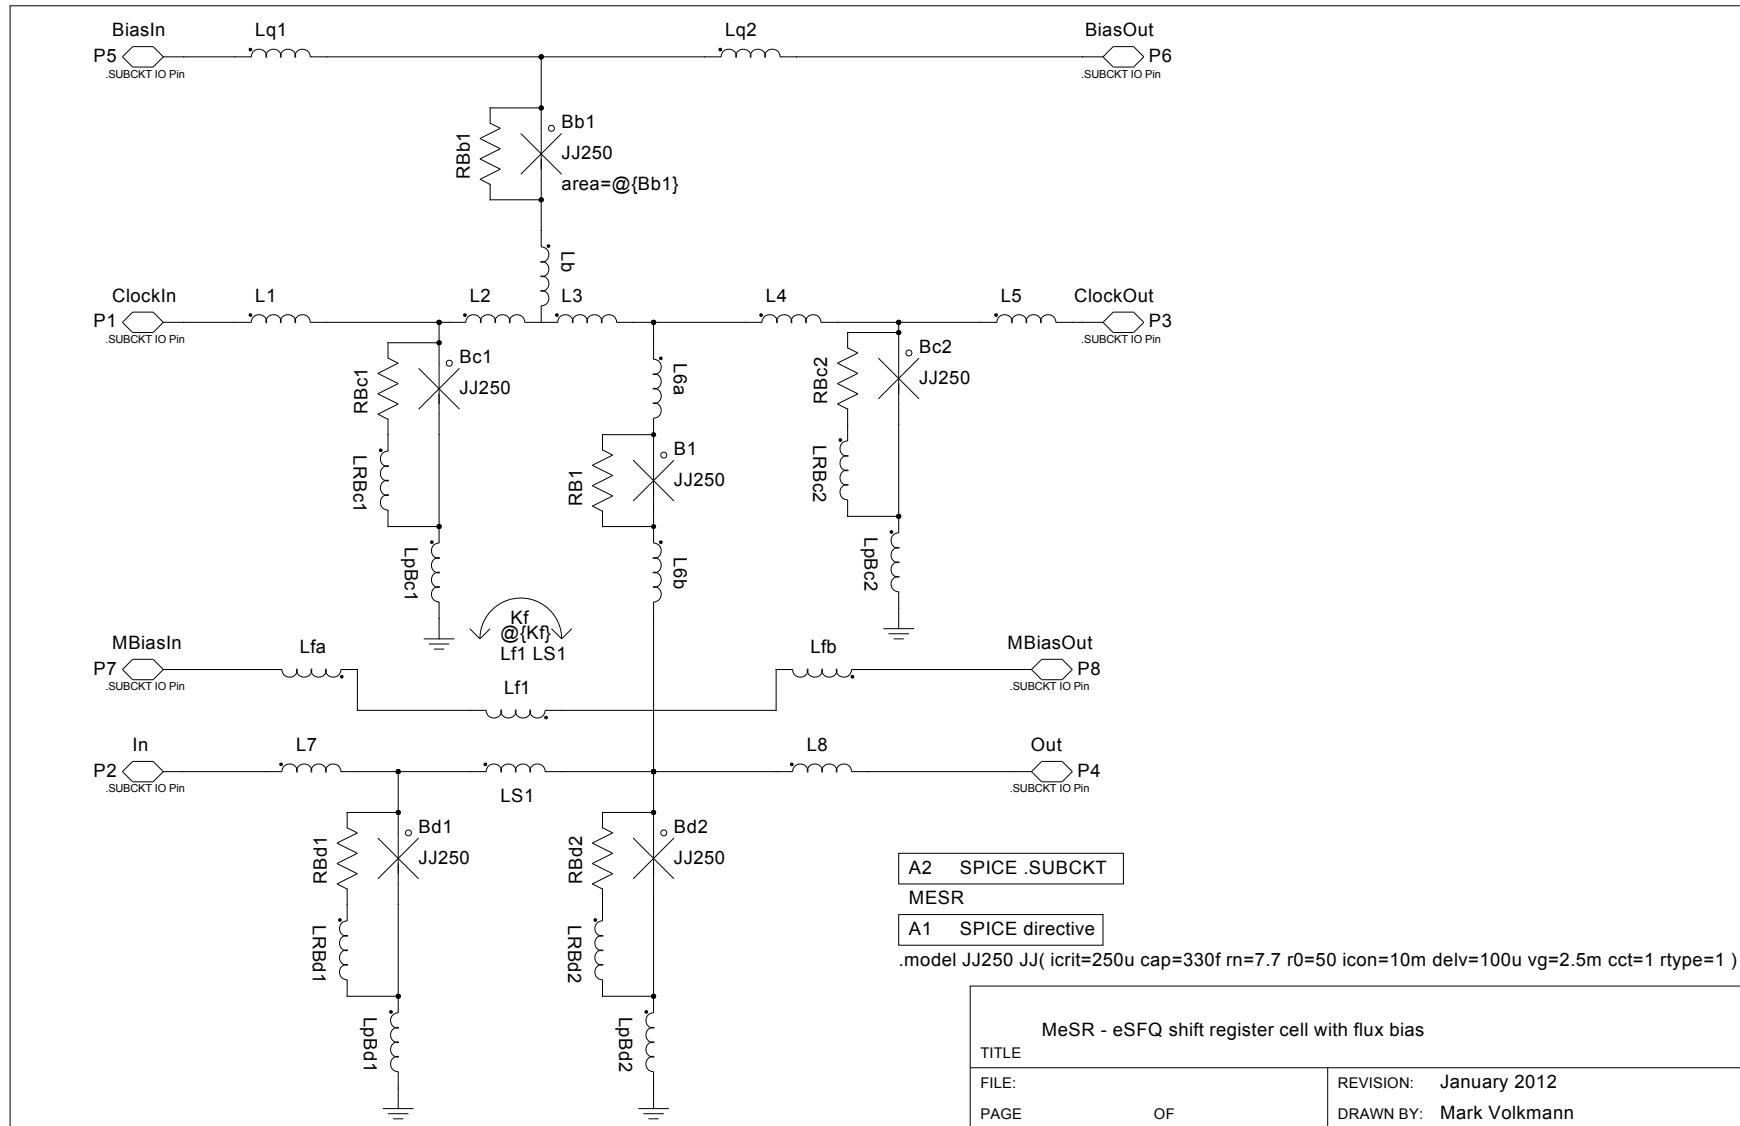 BiasIn Lq1 Lq2 BiasOut
P5 P6
.SUBCKT IO Pin .SUBCKT IO Pin
RBb1
Bb1
JJ250
area=@{Bb1}
Lb
ClockIn L1 L2 L3 L4 L5 ClockOut
P1 P3
.SUBCKT IO Pin .SUBCKT IO Pin
RBc1
Bc1
JJ250
LRBc1
LpBc1
L6a
RB1
B1
JJ250
L6b
RBc2
Bc2
JJ250
LRBc2
LpBc2
Kf
@{Kf}
Lf1 LS1
MBiasIn Lfa Lfb MBiasOut
P7 P8
.SUBCKT IO Pin .SUBCKT IO Pin
Lf1
In L7 L8 Out
P2 P4
.SUBCKT IO Pin .SUBCKT IO Pin
LS1
RBd1
Bd1
JJ250
LRBd1
LpBd1
RBd2
Bd2
JJ250
LRBd2
LpBd2
A2 SPICE .SUBCKT
MESR
A1 SPICE directive
.model JJ250 JJ( icrit=250u cap=330f rn=7.7 r0=50 icon=10m delv=100u vg=2.5m cct=1 rtype=1 )
MeSR - eSFQ shift register cell with flux bias
TITLE
FILE: REVISION: January 2012
PAGE OF DRAWN BY: Mark Volkmann